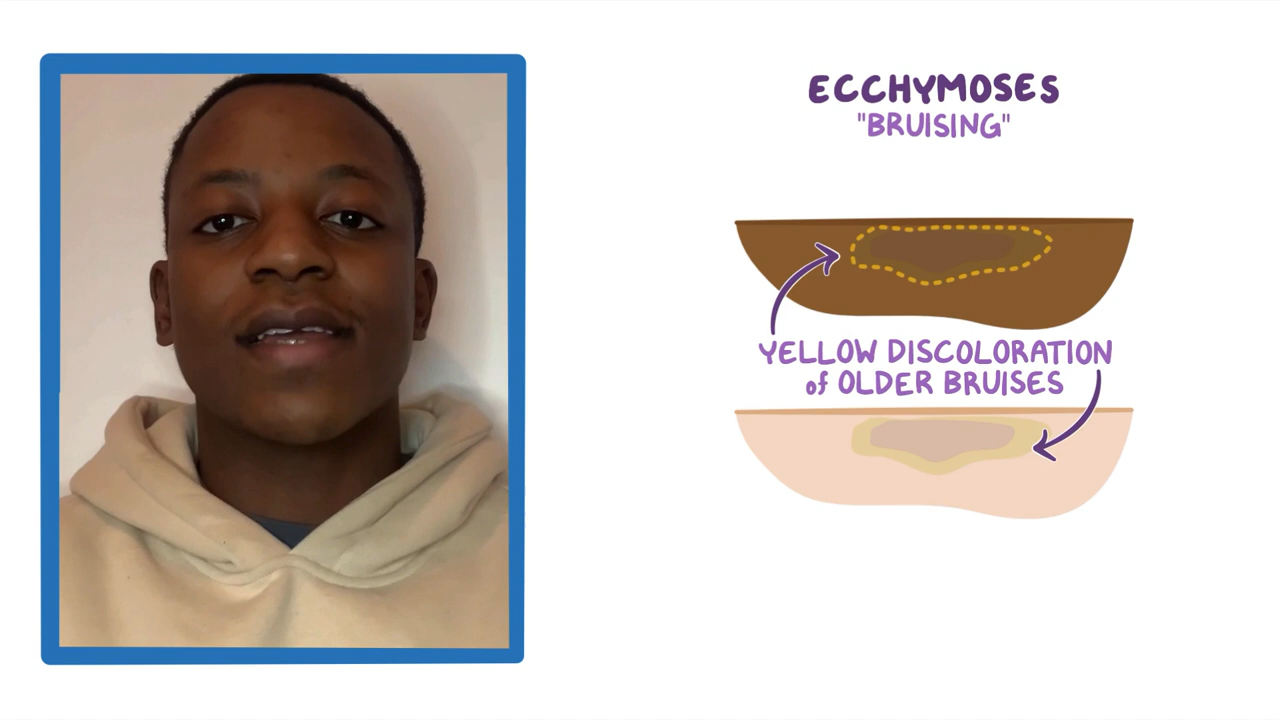 ECCHYMOSES
"BRUISING"
YELLOW DISCOLORATION
of OLDER BRUISES